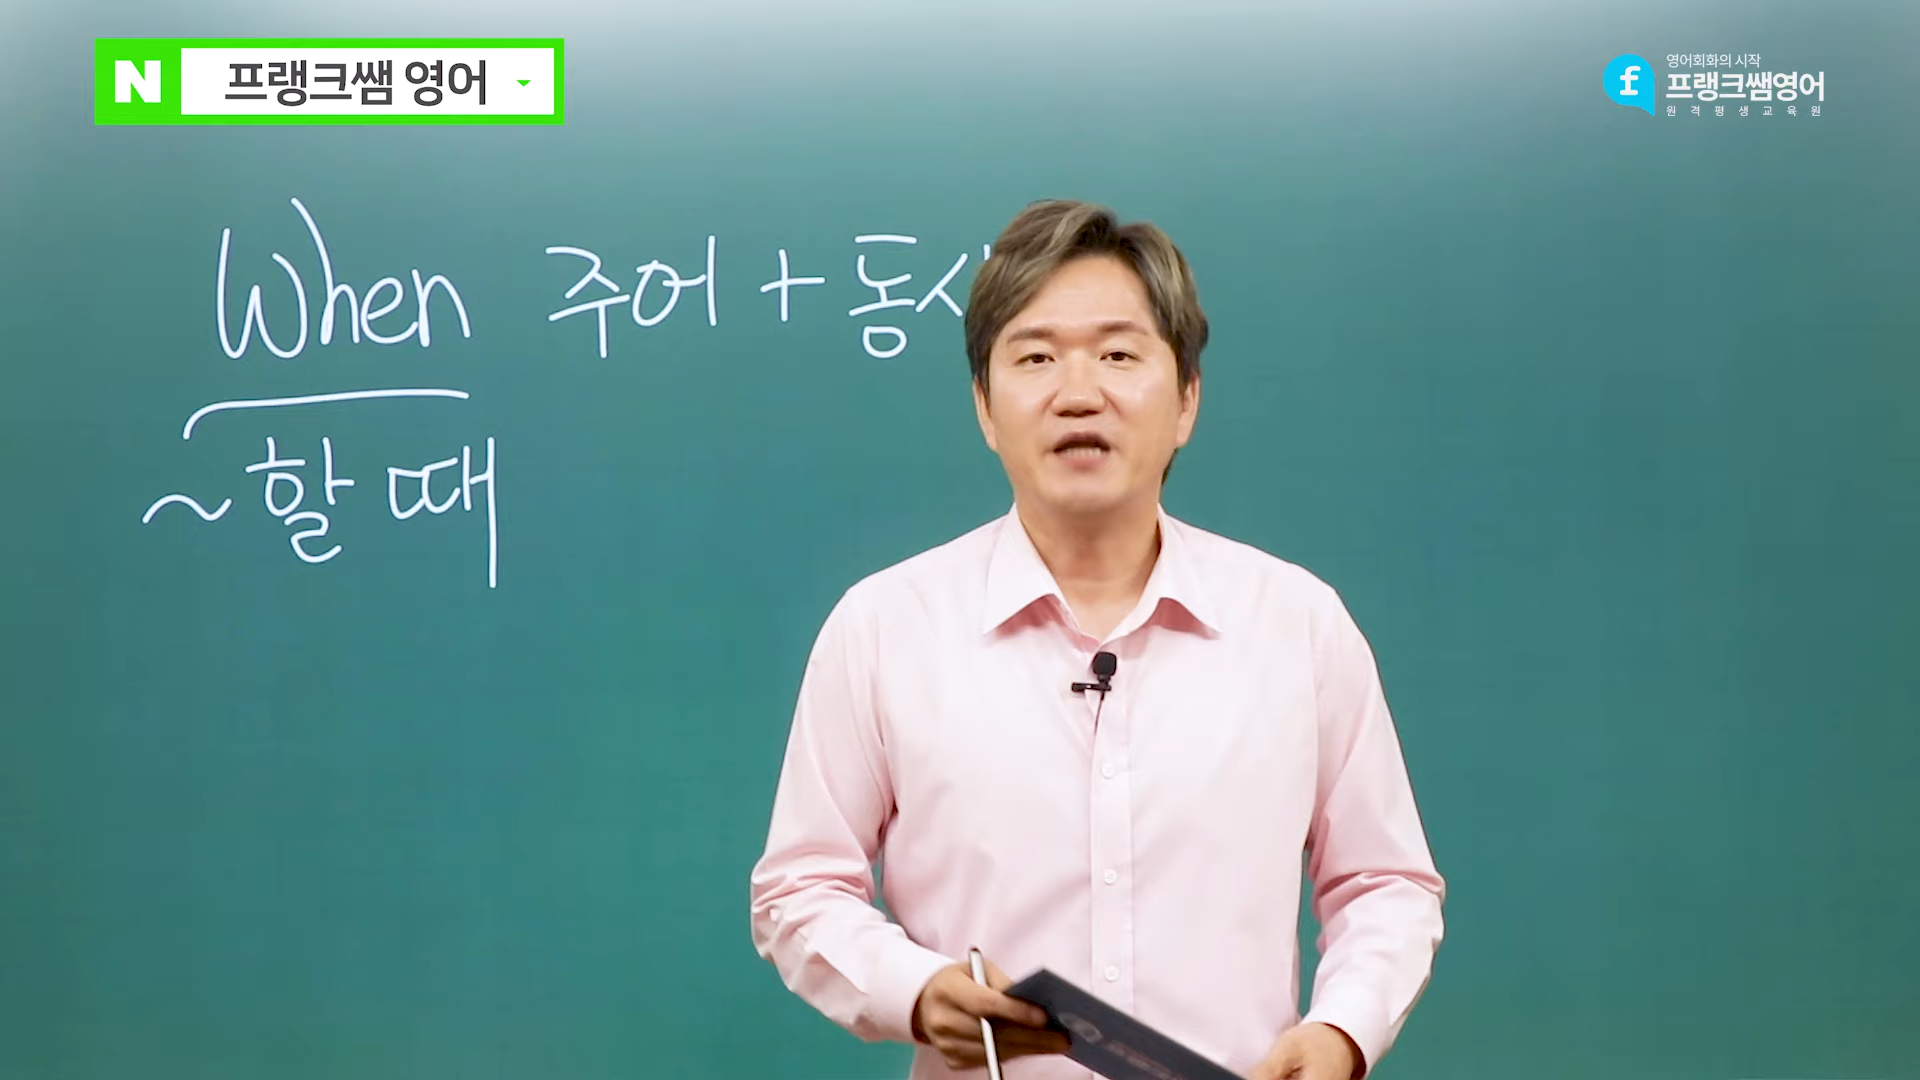 N 프랭크쌤 영어
영어회화의 시작
프랭크쌤영어
원격평생교육원
When 주어 + 동사
~할 때